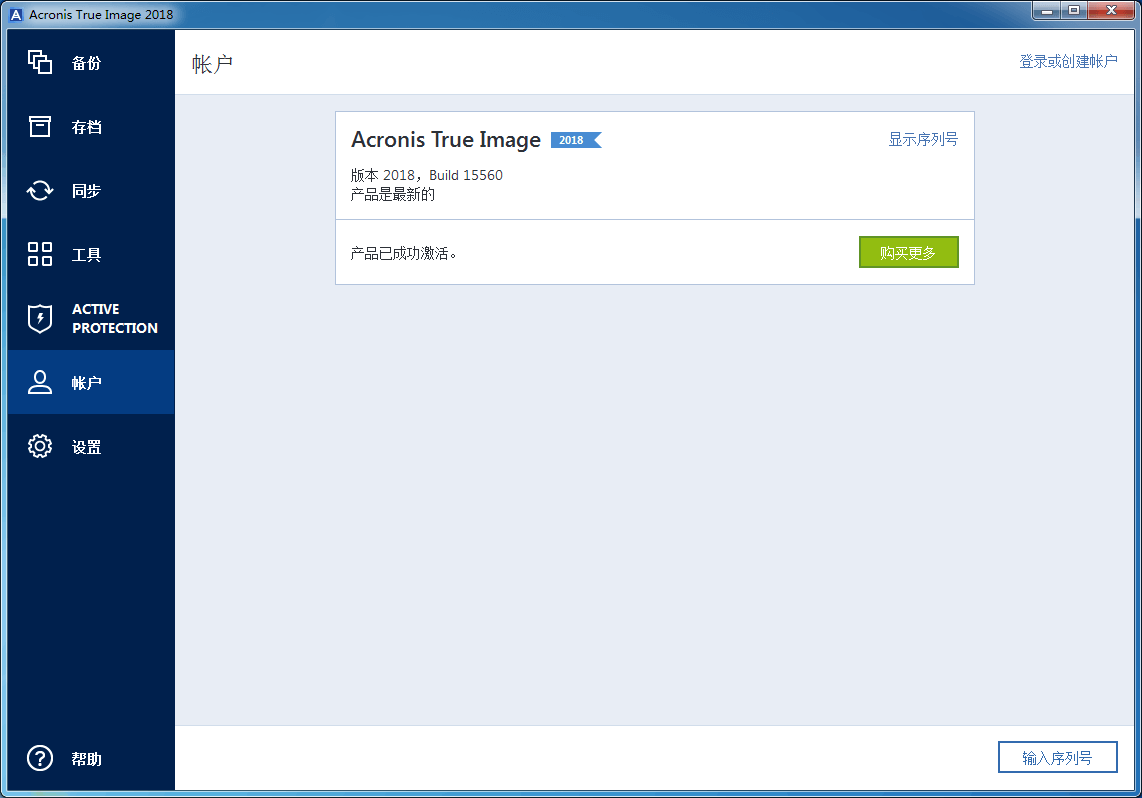 Acronis True Image 2018
备份
存档
同步
工具
ACTIVE
PROTECTION
帐户
设置
帮助
帐户
登录或创建帐户
Acronis True Image 2018
显示序列号
版本 2018，Build 15560
产品是最新的
产品已成功激活。
购买更多
输入序列号